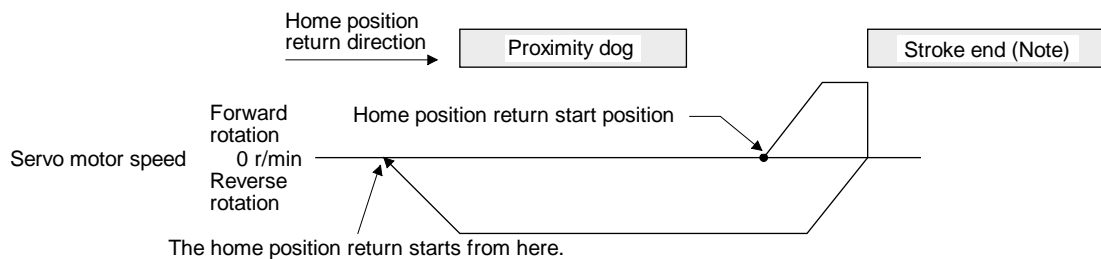 Home position
return direction
Proximity dog
Stroke end (Note)
Forward
rotation
Home position return start position
Servo motor speed
0 r/min
Reverse
rotation
The home position return starts from here.